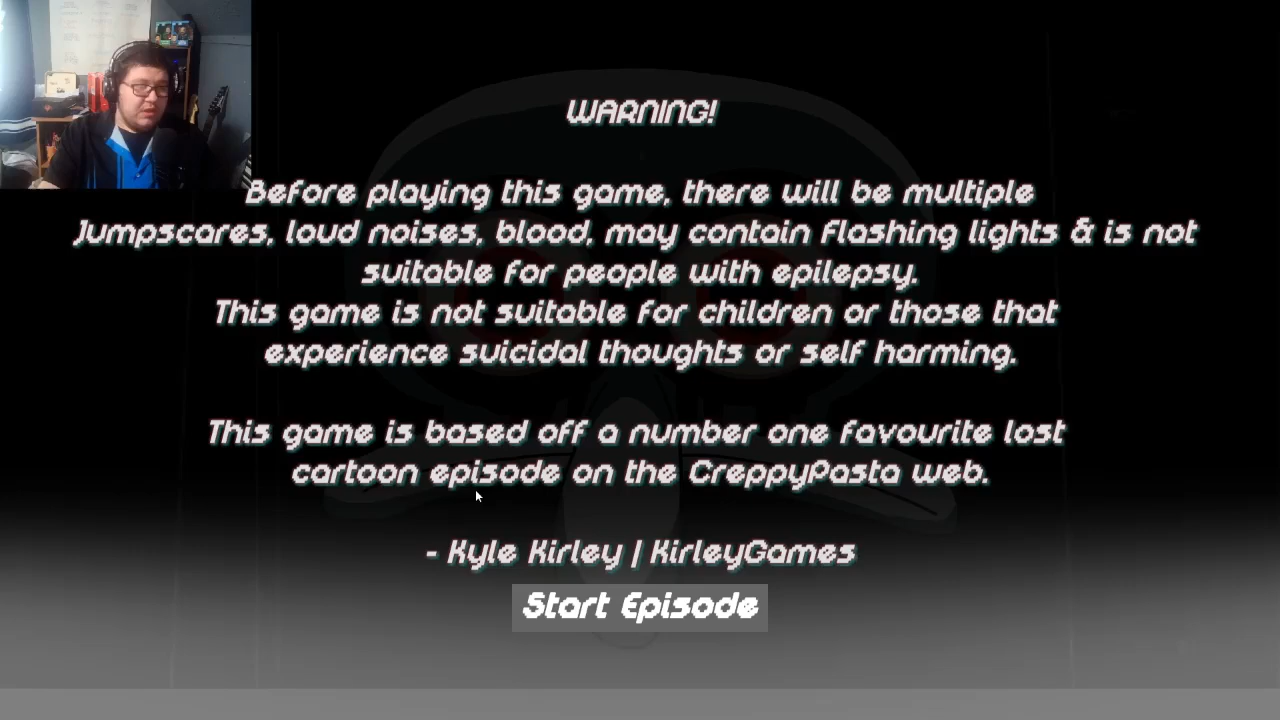 WARNING!
Before playing this game, there will be multiple
Jumpscares, loud noises, blood, may contain flashing lights & is not
suitable for people with epilepsy.
This game is not suitable for children or those that
experience suicidal thoughts or self harming.
This game is based off a number one favourite lost
cartoon episode on the CreppyPasta web.
- Kyle Kirley | KirleyGames
Start Episode